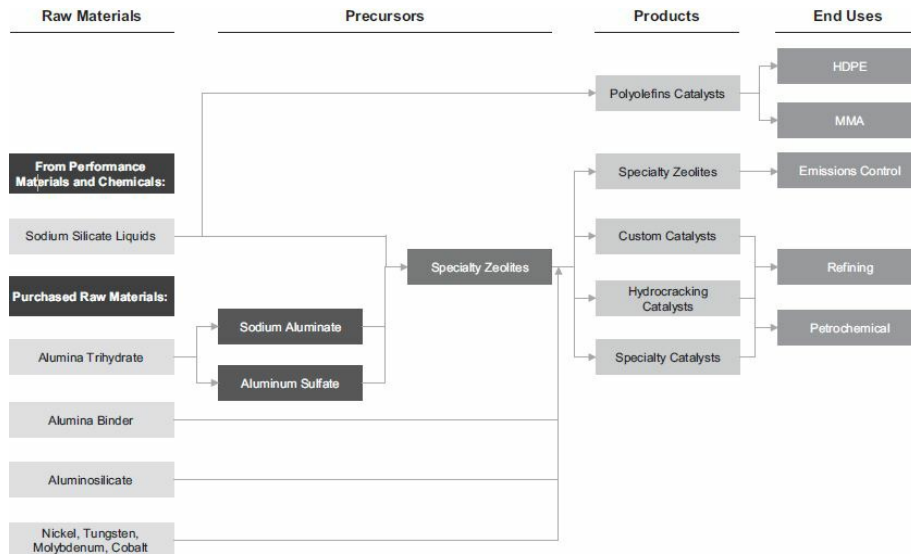 Raw Materials
Precursors
Products
End Uses
HDPE
Polyolefins Catalysts
MMA
From Performance
Materials and Chemicals:
Specialty Zeolites
Emissions Control
Sodium Silicate Liquids
Custom Catalysts
Specialty Zeolites
Refining
Purchased Raw Materials:
Hydrocracking
Catalysts
Sodium Aluminate
Petrochemical
Alumina Trihydrate
Specialty Catalysts
Aluminum Sulfate
Alumina Binder
Aluminosilicate
Nickel, Tungsten,
Molybdenum, Cobalt